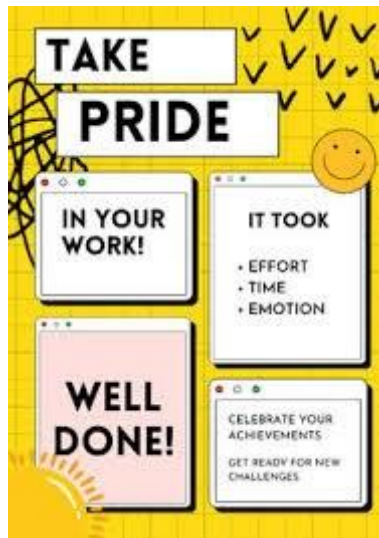 TAKE
PRIDE
IN YOUR
WORK!
IT TOOK
• EFFORT
• TIME
• EMOTION
WELL
DONE!
CELEBRATE YOUR
ACHIEVEMENTS
GET READY FOR NEW
CHALLENGES